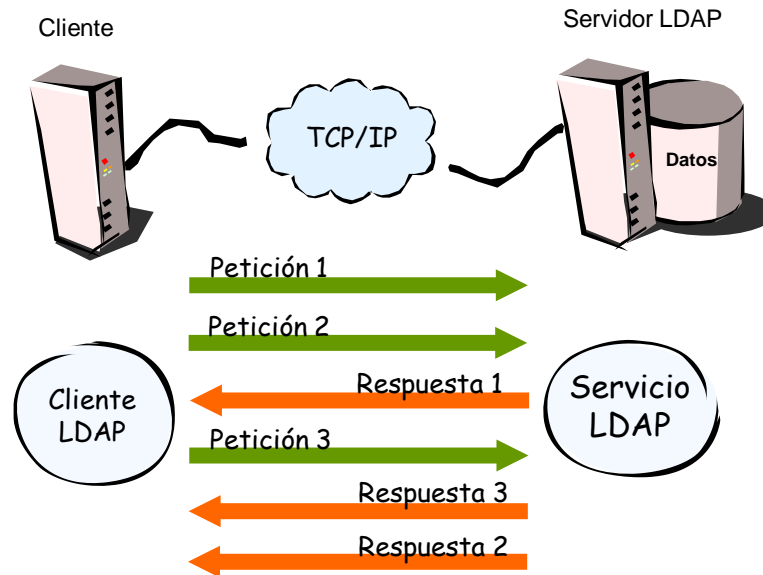 Cliente
Servidor LDAP
TCP/IP
Datos
Petición 1
Petición 2
Respuesta 1
Cliente
LDAP
Servicio
LDAP
Petición 3
Respuesta 3
Respuesta 2